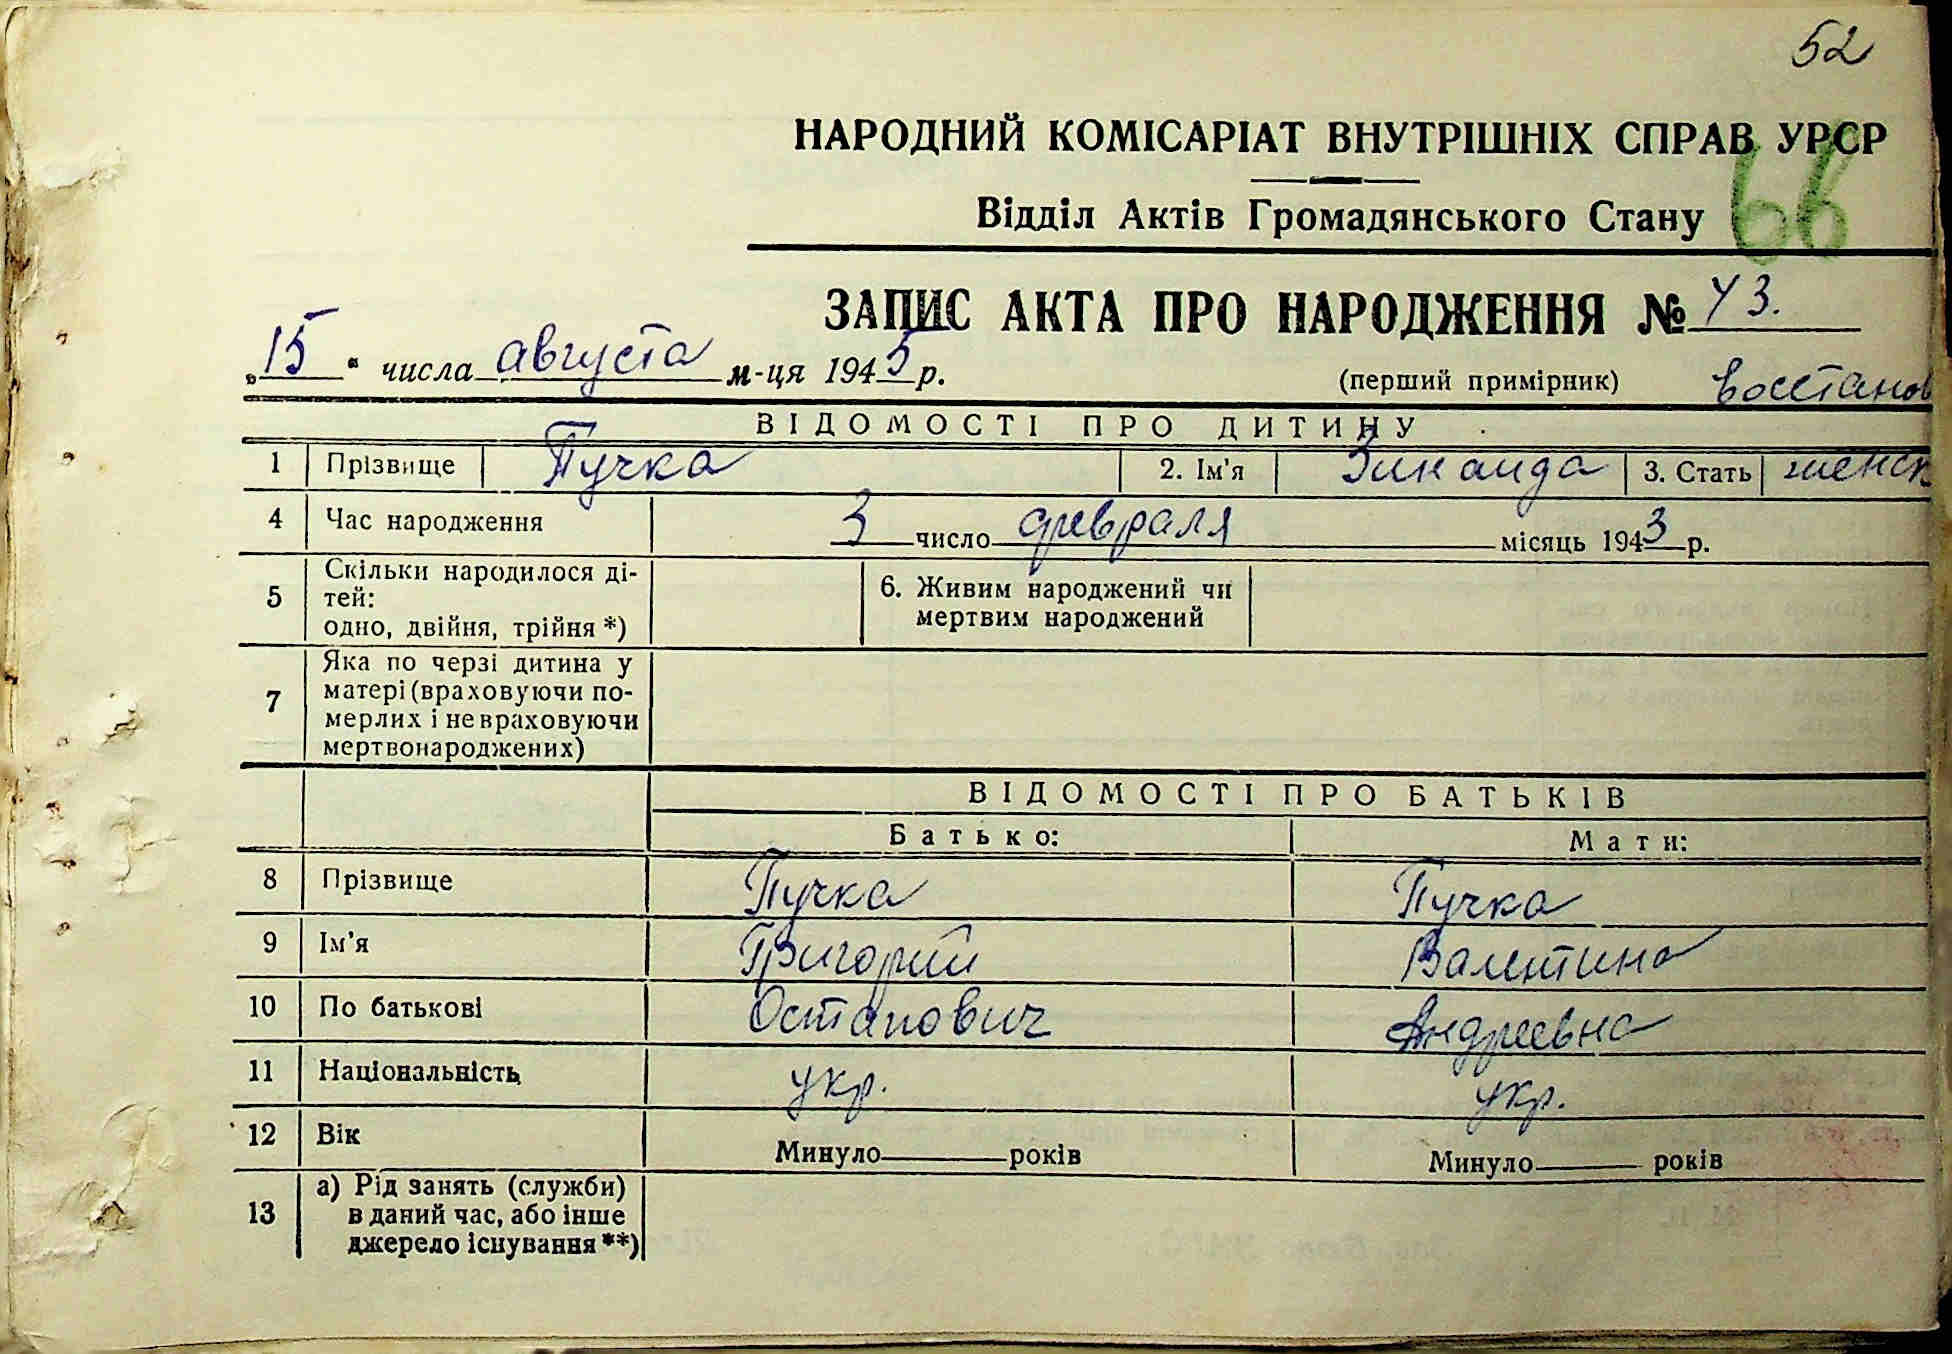 52
НАРОДНИЙ КОМІСАРІАТ ВНУТРІШНІХ СПРАВ УРСР
66
Відділ Актів Громадянського Стану
ЗАПИС АКТА ПРО НАРОДЖЕННЯ № 43.
„15“ числа августа м-ця 1945 р.
(перший примірник) восстанов
ВІДОМОСТІ ПРО ДИТИНУ
1 Прізвище Пучка 2. Ім'я Зинаида 3. Стать женск
4 Час народження 3 число февраля місяць 1943 р.
5 Скільки народилося ді-
тей:
одно, двійня, трійня *)
6. Живим народжений чи
мертвим народжений
7 Яка по черзі дитина у
матері (враховуючи по-
мерлих і не враховуючи
мертвонароджених)
ВІДОМОСТІ ПРО БАТЬКІВ
Батько: Мати:
8 Прізвище Пучка Пучка
9 Ім'я Григорий Валентина
10 По батькові Остапович Андреевна
11 Національність укр. укр.
12 Вік Минуло років Минуло років
13 а) Рід занять (служби)
в даний час, або інше
джерело існування **)